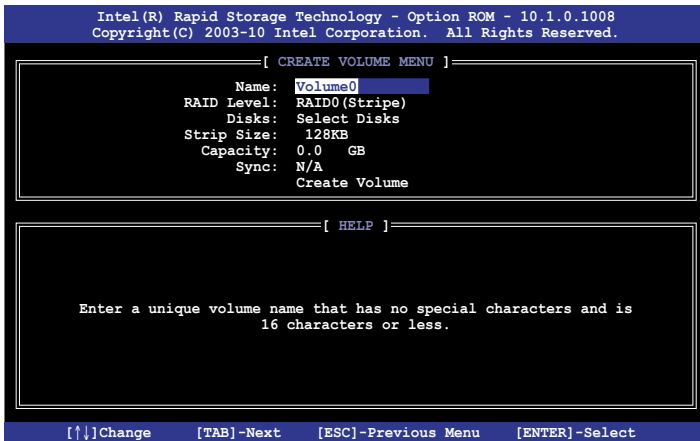 Intel(R) Rapid Storage Technology - Option ROM - 10.1.0.1008
Copyright(C) 2003-10 Intel Corporation.  All Rights Reserved.
[ CREATE VOLUME MENU ]
Name: Volume0
RAID Level: RAID0(Stripe)
Disks: Select Disks
Strip Size: 128KB
Capacity: 0.0 GB
Sync: N/A
Create Volume
[ HELP ]
Enter a unique volume name that has no special characters and is
16 characters or less.
[↑↓]Change [TAB]-Next [ESC]-Previous Menu [ENTER]-Select